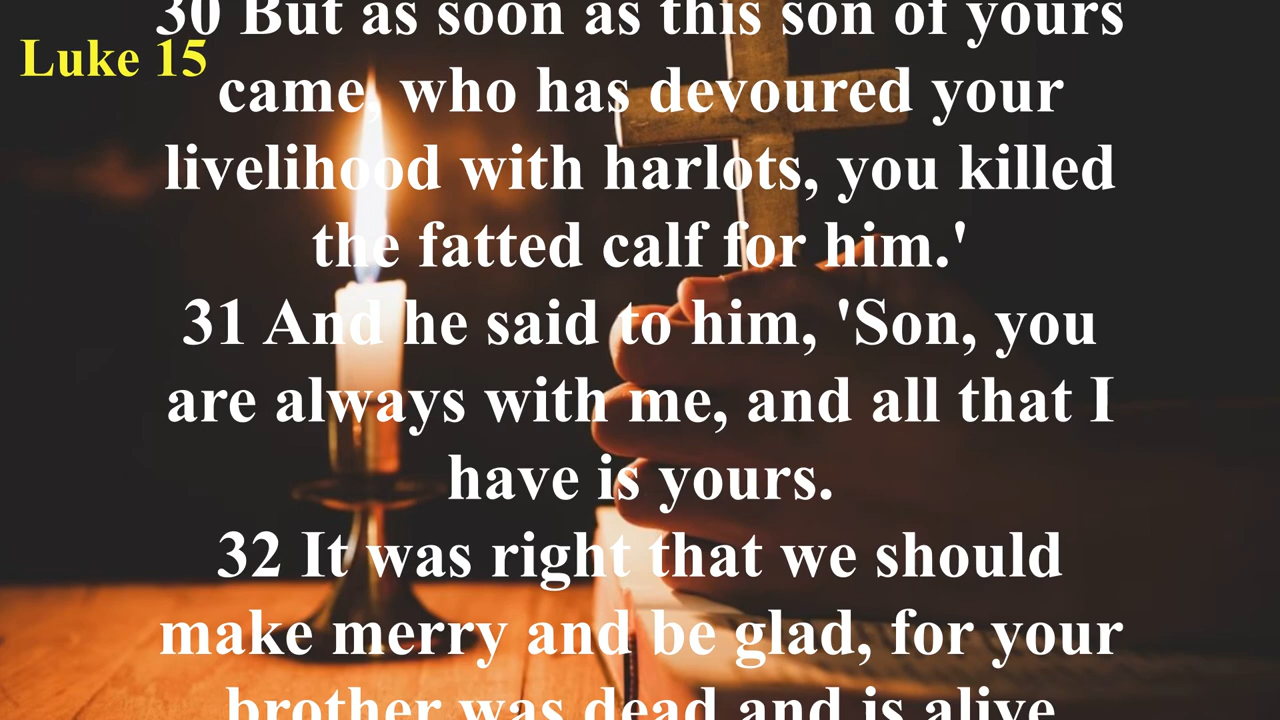 30 But as soon as this son of yours
Luke 15
came, who has devoured your
livelihood with harlots, you killed
the fatted calf for him.'
31 And he said to him, 'Son, you
are always with me, and all that I
have is yours.
32 It was right that we should
make merry and be glad, for your
brother was dead and is alive